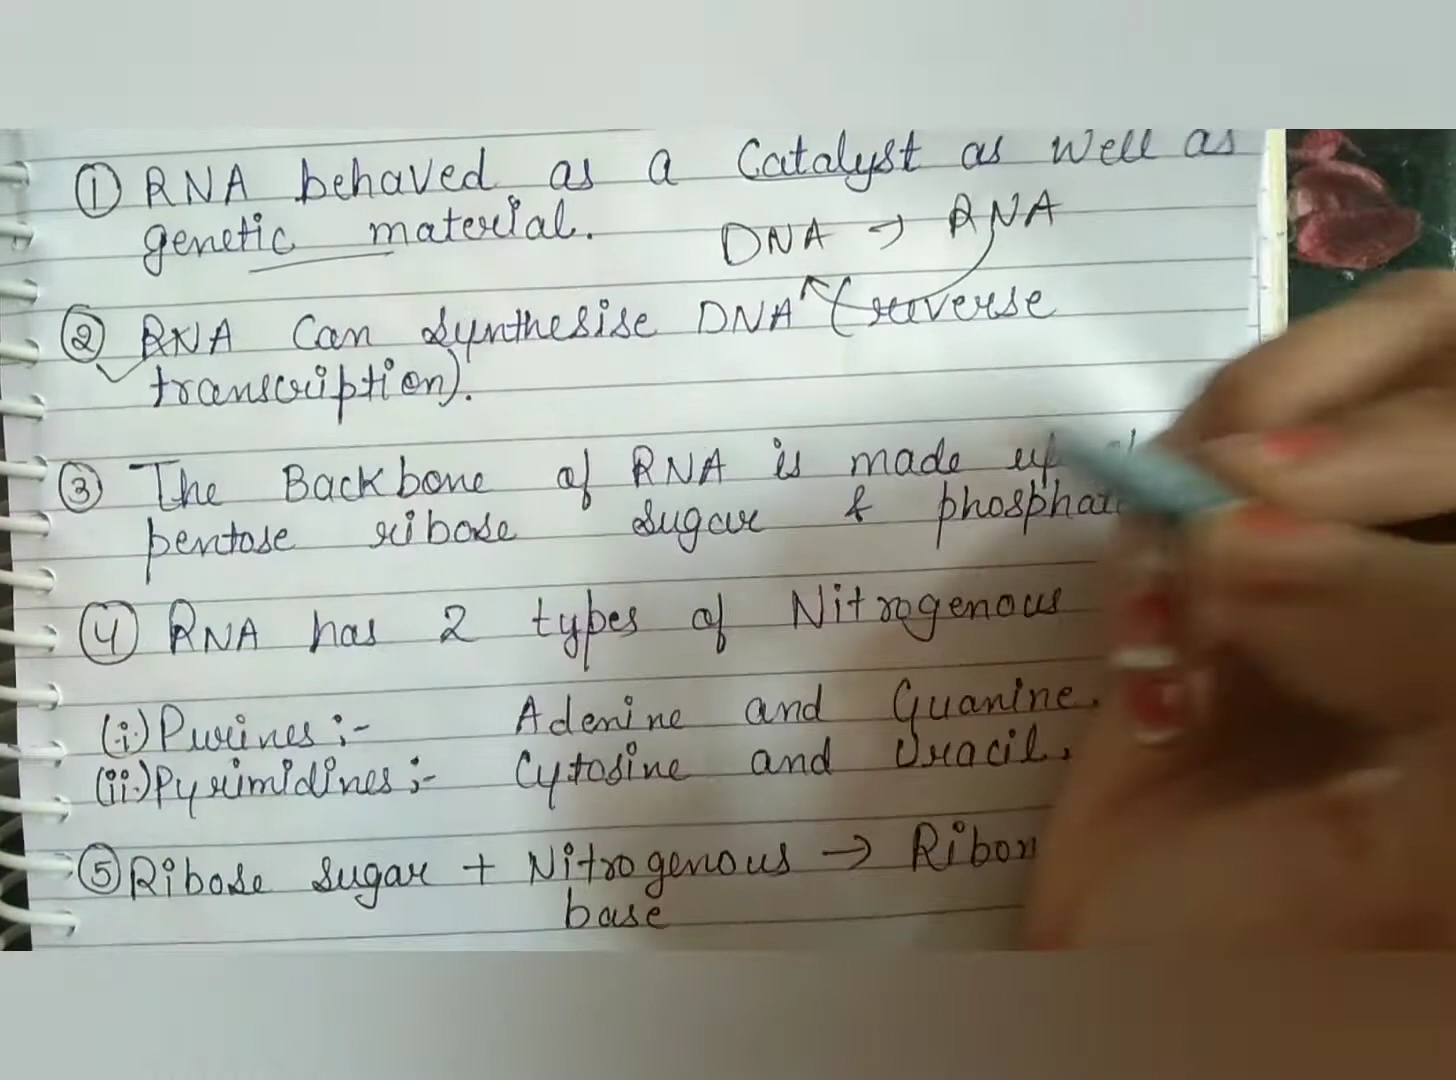 ① RNA behaved as a Catalyst as well as
genetic material.
DNA → RNA
② RNA Can synthesise DNA (reverse
transcription).
③ The Backbone of RNA is made up
pentose ribose sugar &
④ RNA has 2 types of Nitrogenous
(i) Purines :- Adenine and Guanine.
(ii) Pyrimidines :- Cytosine and Uracil.
⑤ Ribose sugar + Nitrogenous →
base